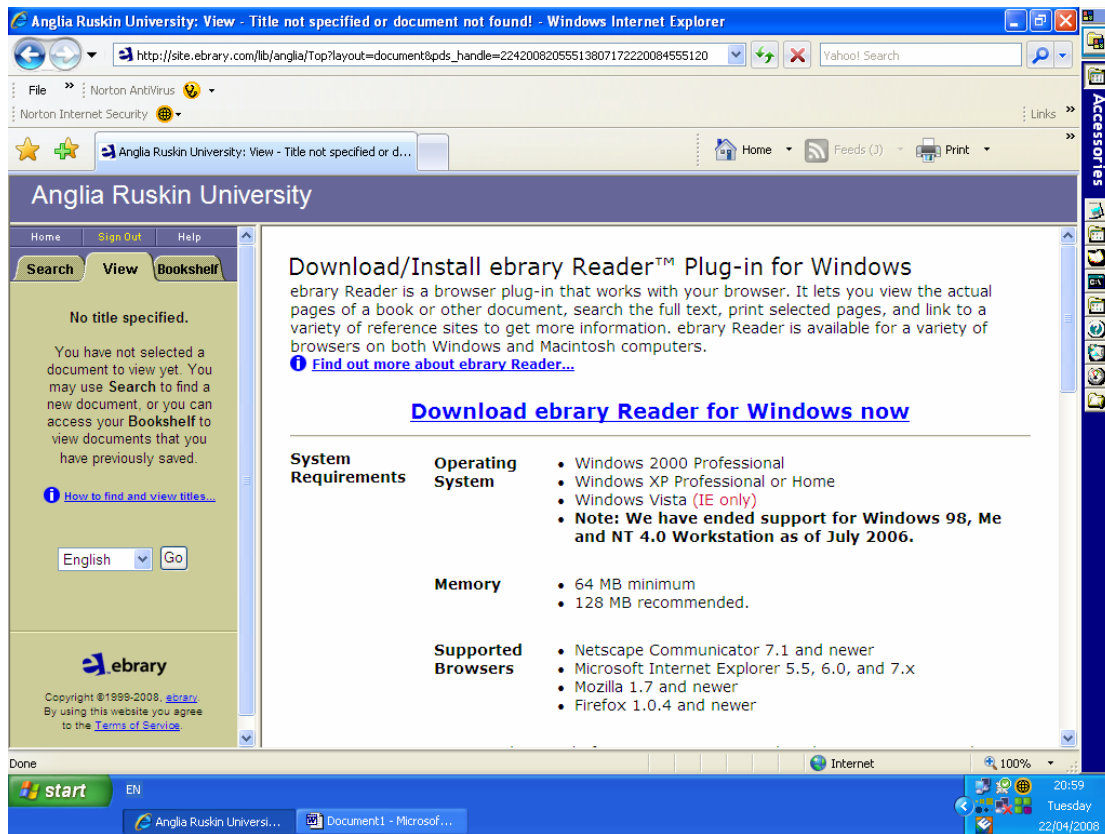 Anglia Ruskin University: View - Title not specified or document not found! - Windows Internet Explorer
http://site.ebrary.com/lib/anglia/Top?layout=document&pds_handle=22420082055513807172220084555120
Yahoo! Search
File » Norton AntiVirus
Norton Internet Security
Links »
Anglia Ruskin University: View - Title not specified or d...
Home
Feeds (J)
Print
»
Accessories
Anglia Ruskin University
Home Sign Out Help
Search View Bookshelf
No title specified.
You have not selected a
document to view yet. You
may use Search to find a
new document, or you can
access your Bookshelf to
view documents that you
have previously saved.
How to find and view titles...
English Go
ebrary
Copyright ©1999-2008, ebrary.
By using this website you agree
to the Terms of Service.
Download/Install ebrary Reader™ Plug-in for Windows
ebrary Reader is a browser plug-in that works with your browser. It lets you view the actual
pages of a book or other document, search the full text, print selected pages, and link to a
variety of reference sites to get more information. ebrary Reader is available for a variety of
browsers on both Windows and Macintosh computers.
Find out more about ebrary Reader...
Download ebrary Reader for Windows now
System
Requirements
Operating
System
• Windows 2000 Professional
• Windows XP Professional or Home
• Windows Vista (IE only)
• Note: We have ended support for Windows 98, Me
and NT 4.0 Workstation as of July 2006.
Memory
• 64 MB minimum
• 128 MB recommended.
Supported
Browsers
• Netscape Communicator 7.1 and newer
• Microsoft Internet Explorer 5.5, 6.0, and 7.x
• Mozilla 1.7 and newer
• Firefox 1.0.4 and newer
Done
Internet
100%
start
EN
Anglia Ruskin Universi...
Document1 - Microsof...
20:59
Tuesday
22/04/2008